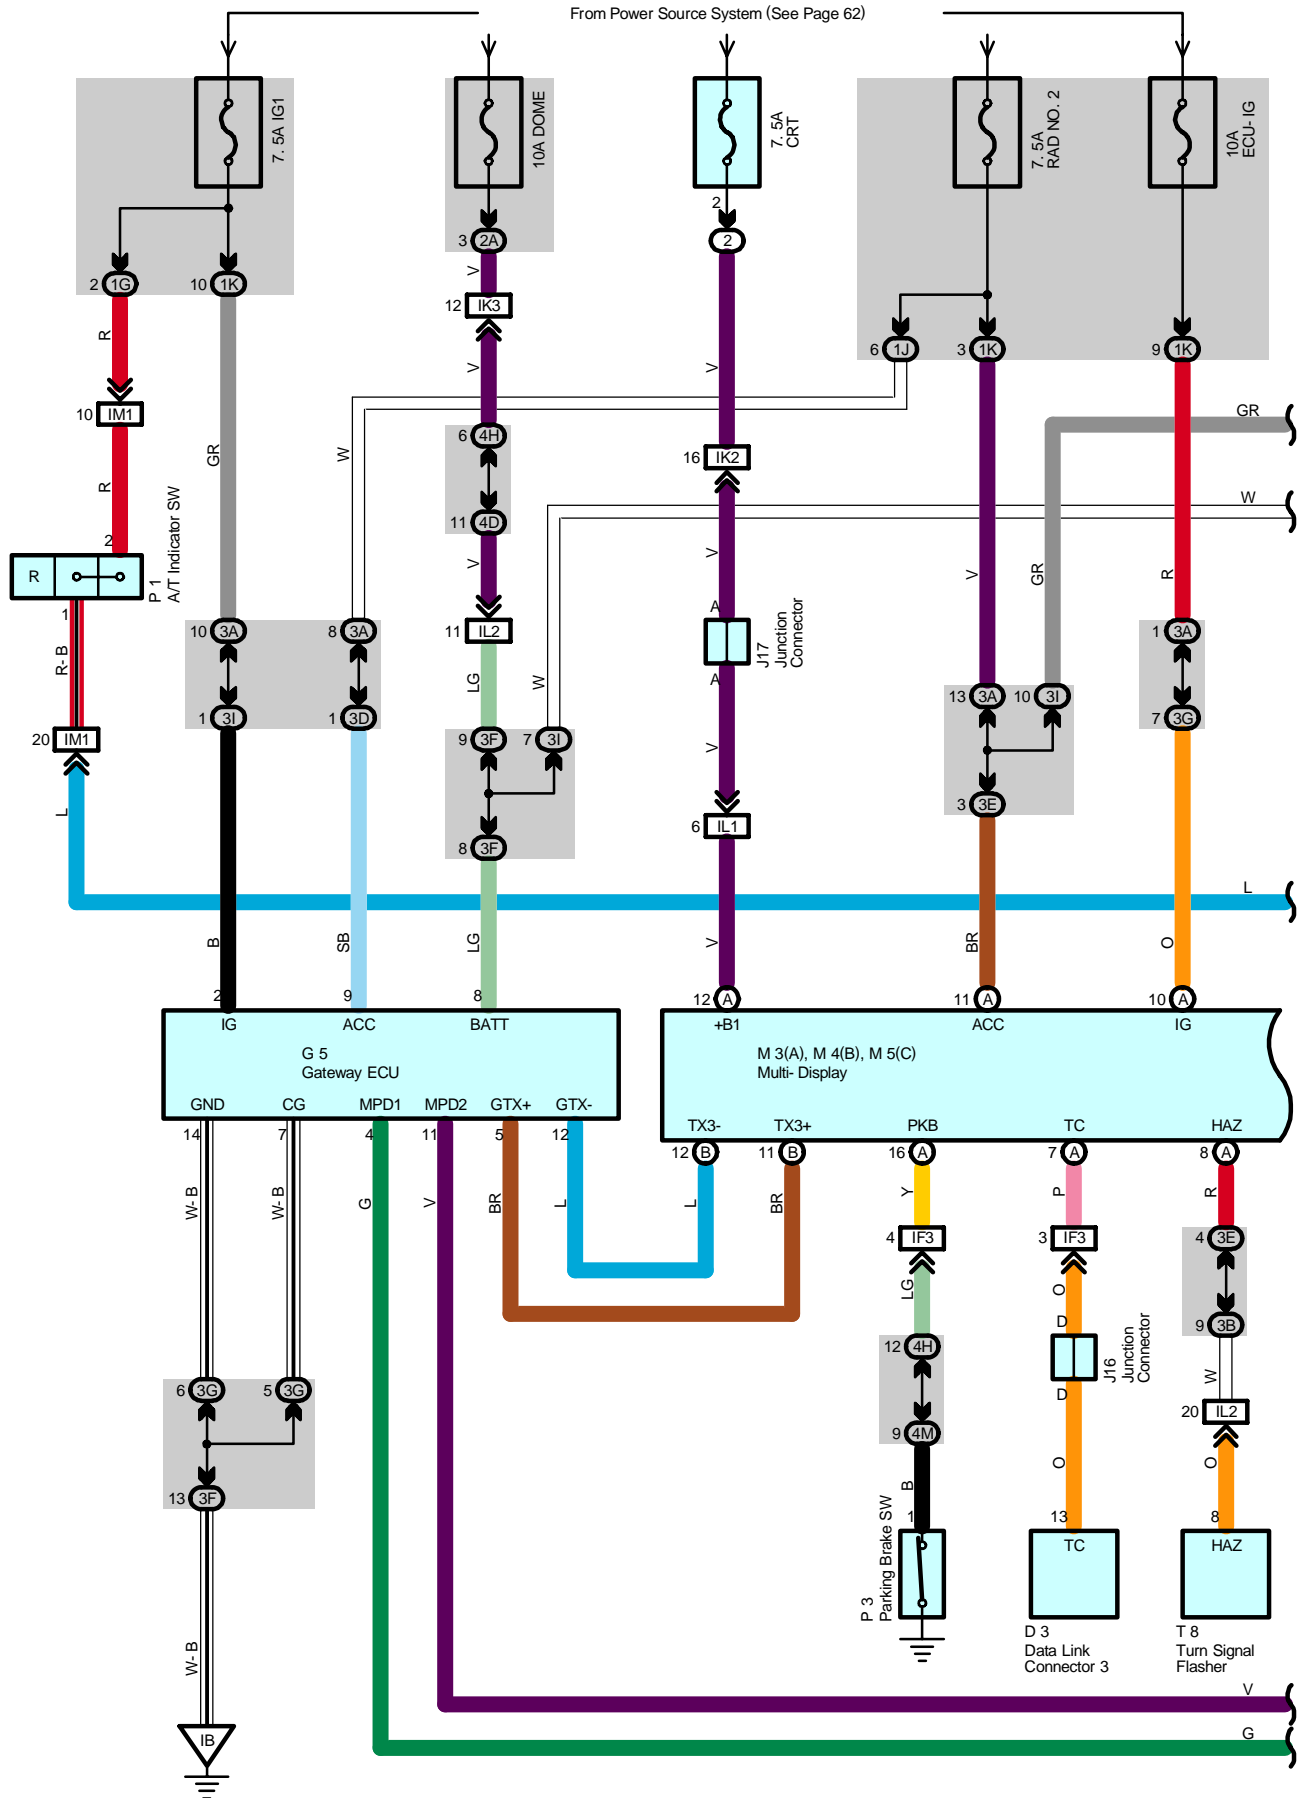 From Power Source System (See Page 62)
7. 5A IG1
10A DOME
7. 5A
CRT
7. 5A
RAD NO. 2
10A
ECU- IG
2
3 2A
2
2 1G
10 1K
V
12 IK3
R
6 1J
3 1K
9 1K
V
V
10 IM1
GR
6 4H
GR
W
16 IK2
R
W
11 4D
P 1
A/T Indicator SW
2
V
V
R
V
GR
R
1
A
10 3A
8 3A
11 IL2
J17
Junction
Connector
1 3A
R- B
LG
W
A
13 3A
10 3I
1 3I
1 3D
7 3G
20 IM1
9 3F
7 3I
V
L
3 3E
6 IL1
8 3F
L
B
SB
LG
V
BR
O
2
9
8
12 A
11 A
10 A
IG
ACC
BATT
+B1
ACC
IG
G 5
Gateway ECU
M 3(A), M 4(B), M 5(C)
Multi- Display
GND
CG
MPD1
MPD2
GTX+
GTX-
TX3-
TX3+
PKB
TC
HAZ
14
7
4
11
5
12
12 B
11 B
16 A
7 A
8 A
W- B
W- B
G
V
BR
L
L
BR
Y
P
R
4 IF3
3 IF3
4 3E
LG
O
D
9 3B
12 4H
J16
Junction
Connector
W
6 3G
5 3G
D
20 IL2
9 4M
O
O
13 3F
B
1
13
8
P 3
Parking Brake SW
TC
HAZ
D 3
Data Link
Connector 3
T 8
Turn Signal
Flasher
W- B
V
IB
G